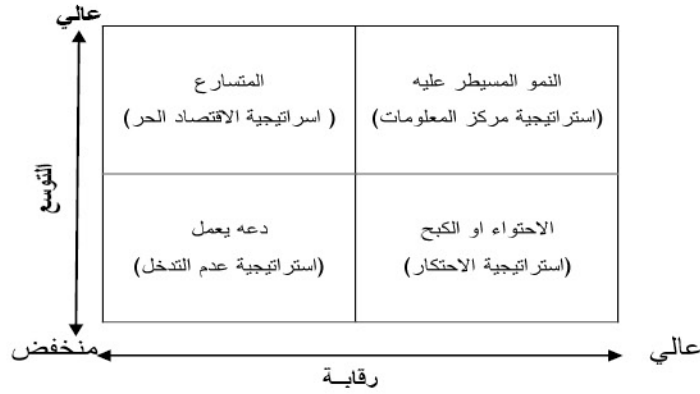 عالي
النمو المسيطر عليه
(استراتيجية مركز المعلومات)
المتسارع
( اسراتيجية الاقتصاد الحر)
التوسع
الاحتواء او الكبح
(استراتيجية الاحتكار)
دعه يعمل
(استراتيجية عدم التدخل)
عالي
منخفض
رقابــة